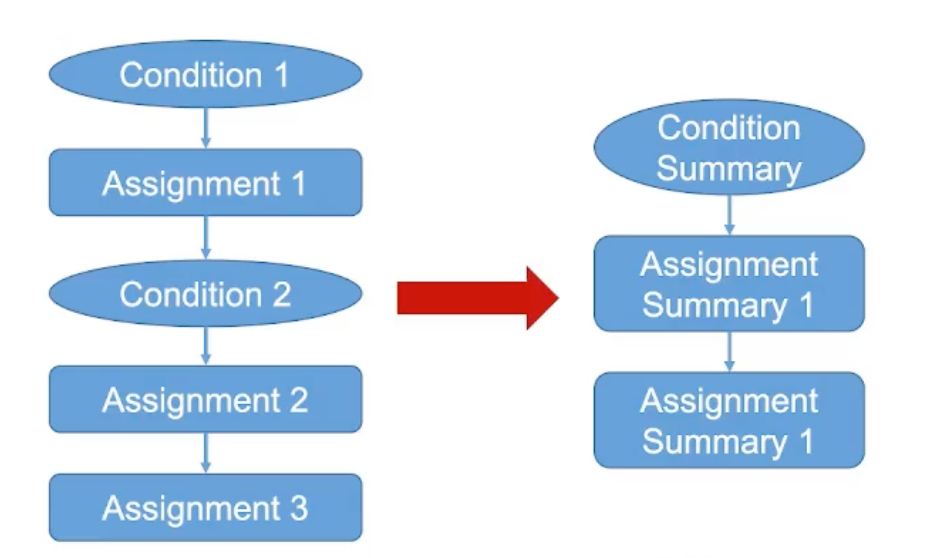 Condition 1
Assignment 1
Condition 2
Assignment 2
Assignment 3
Condition
Summary
Assignment
Summary 1
Assignment
Summary 1